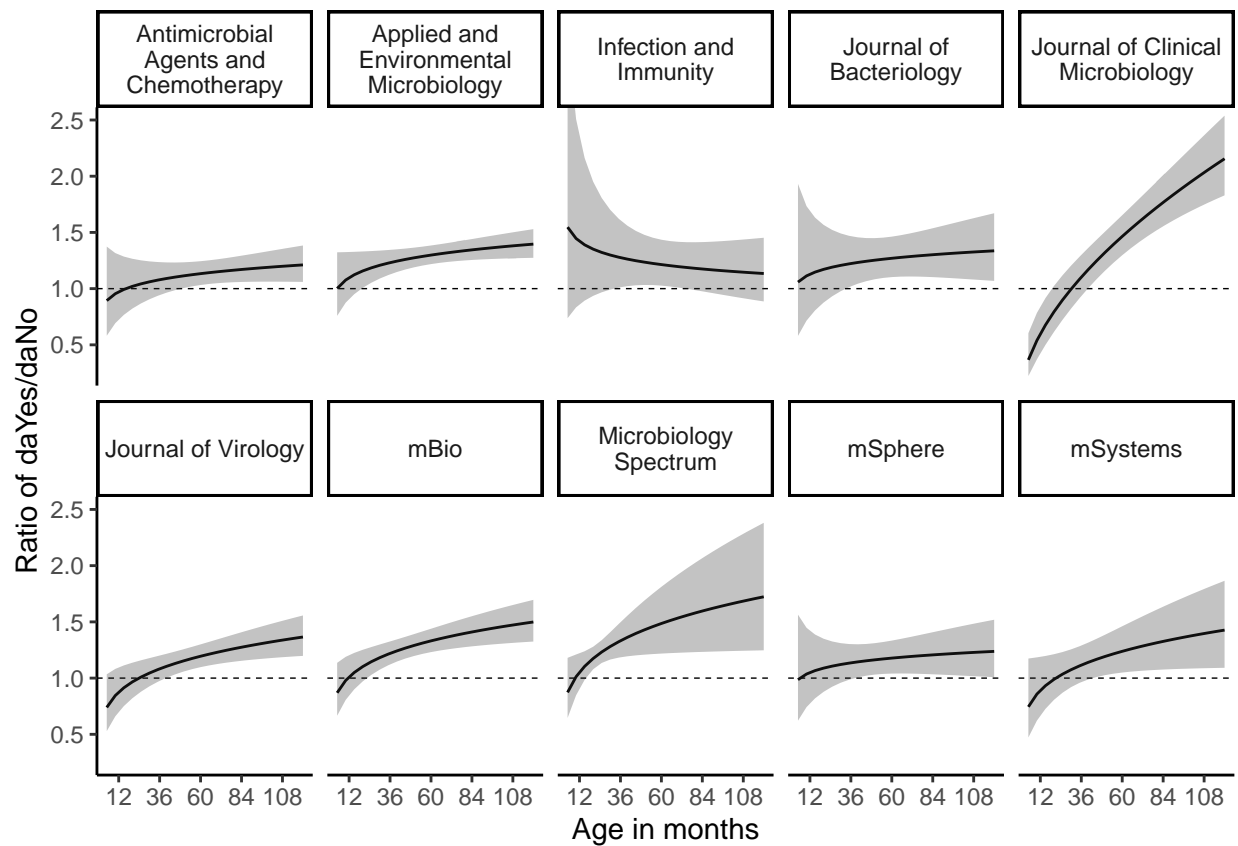 Antimicrobial
Agents and
Chemotherapy
Applied and
Environmental
Microbiology
Infection and
Immunity
Journal of
Bacteriology
Journal of Clinical
Microbiology
2.5
2.0
1.5
1.0
0.5
Journal of Virology
mBio
Microbiology
Spectrum
mSphere
mSystems
2.5
2.0
1.5
1.0
0.5
Ratio of daYes/daNo
12 36 60 84 108
12 36 60 84 108
12 36 60 84 108
12 36 60 84 108
12 36 60 84 108
Age in months